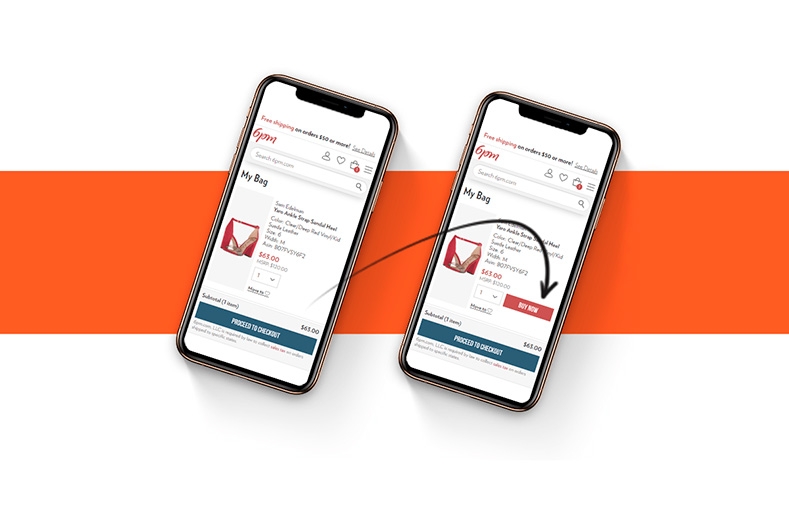 Free shipping on orders $50 or more! See Details
6pm
Search 6pm.com
My Bag
Sam Edelman
Yaro Ankle Strap Sandal Heel
Color: Clear/Deep Red Vinyl/Kid
Suede Leather
Size: 6
Width: M
Asin: B07FVSY6F2
$63.00
MSRP: $120.00
1
Move to
Subtotal (1 item) $63.00
PROCEED TO CHECKOUT
6pm.com, LLC is required by law to collect sales tax on orders
shipped to specific states.
Free shipping on orders $50 or more! See Details
6pm
Search 6pm.com
My Bag
Yaro Ankle Strap Sandal Heel
Color: Clear/Deep Red Vinyl/Kid
Suede Leather
Size: 6
Width: M
Asin: B07FVSY6F2
$63.00
MSRP: $120.00
1
BUY NOW
Move to
Subtotal (1 item) $63.00
PROCEED TO CHECKOUT
6pm.com, LLC is required by law to collect sales tax on orders
shipped to specific states.